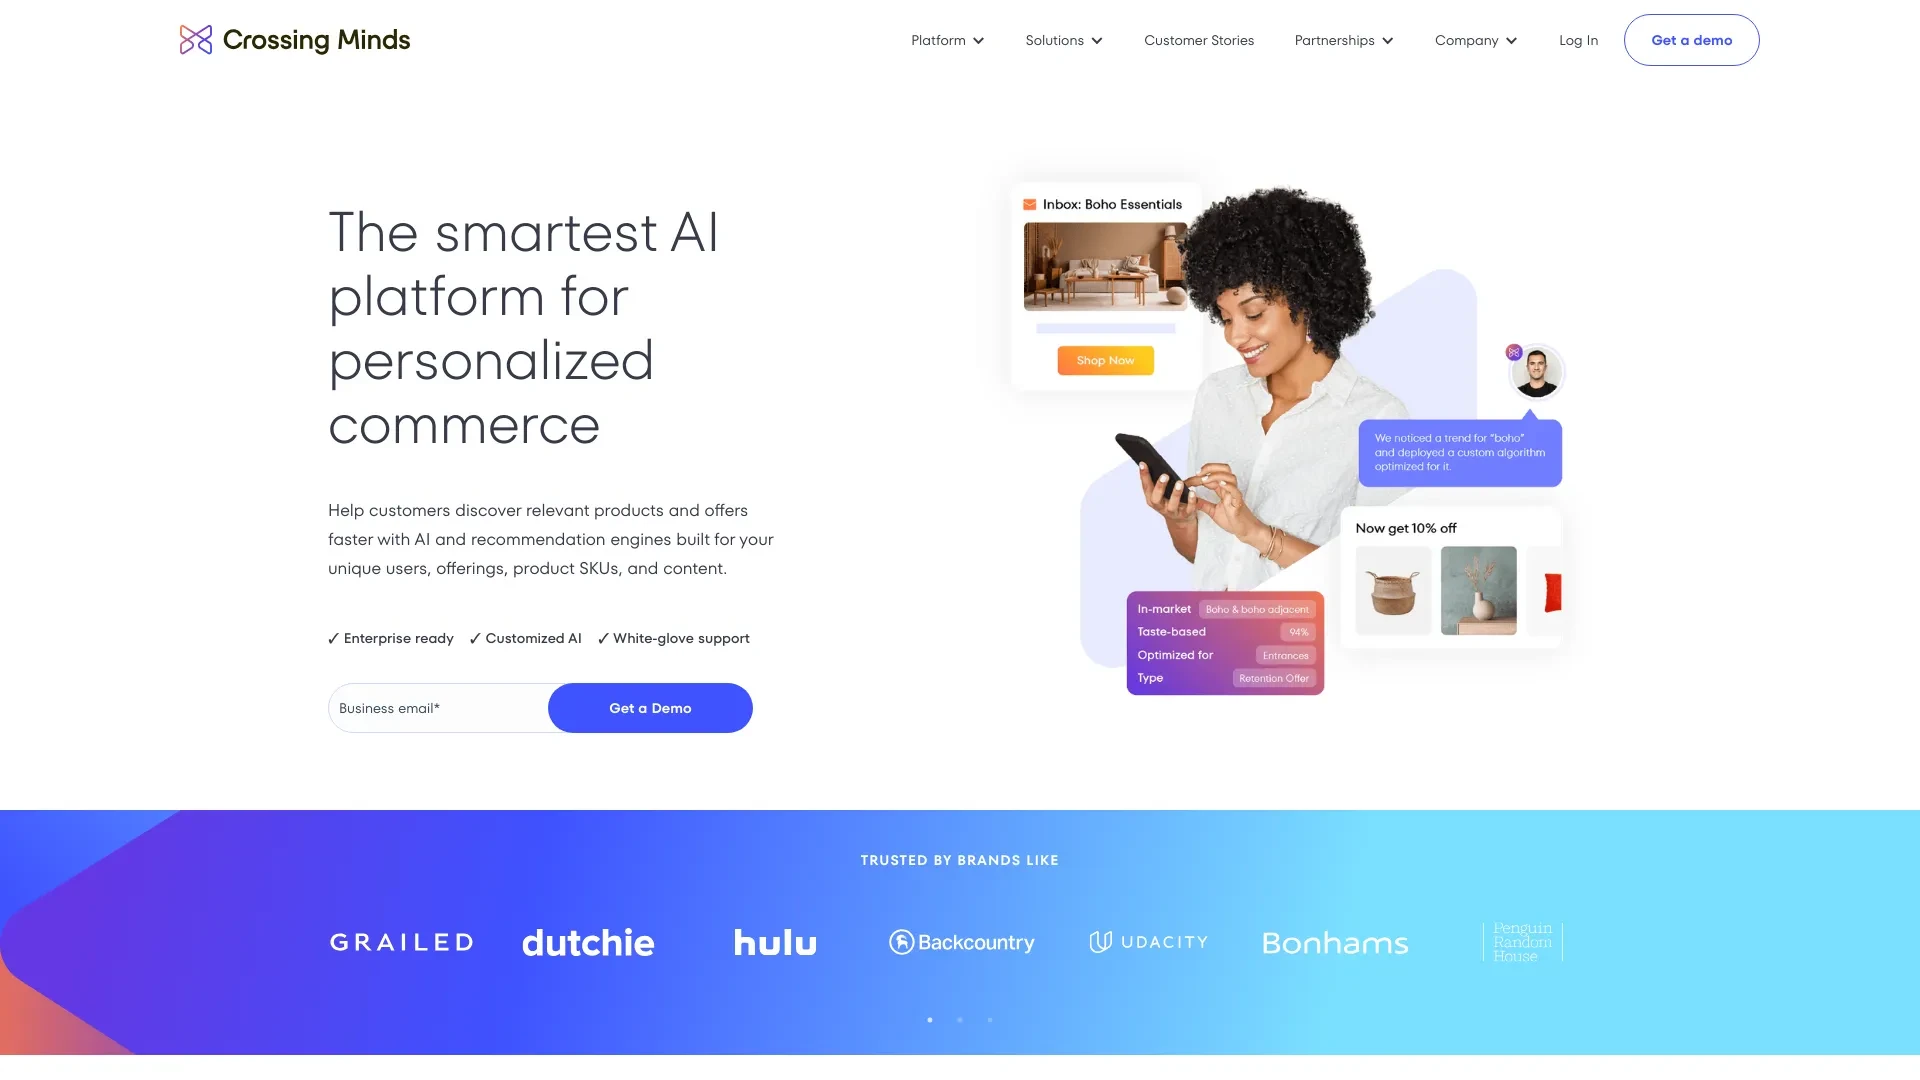 Crossing Minds
Platform
Solutions
Customer Stories
Partnerships
Company
Log In
Get a demo
The smartest AI
platform for
personalized
commerce
Help customers discover relevant products and offers
faster with AI and recommendation engines built for your
unique users, offerings, product SKUs, and content.
✓ Enterprise ready ✓ Customized AI ✓ White-glove support
Business email*
Get a Demo
Inbox: Boho Essentials
Shop Now
We noticed a trend for "boho"
and deployed a custom algorithm
optimized for it.
Now get 10% off
In-market Boho & boho adjacent
Taste-based 94%
Optimized for Entrances
Type Retention Offer
TRUSTED BY BRANDS LIKE
GRAILED
dutchie
hulu
Backcountry
UDACITY
Bonhams
Penguin
Random
House